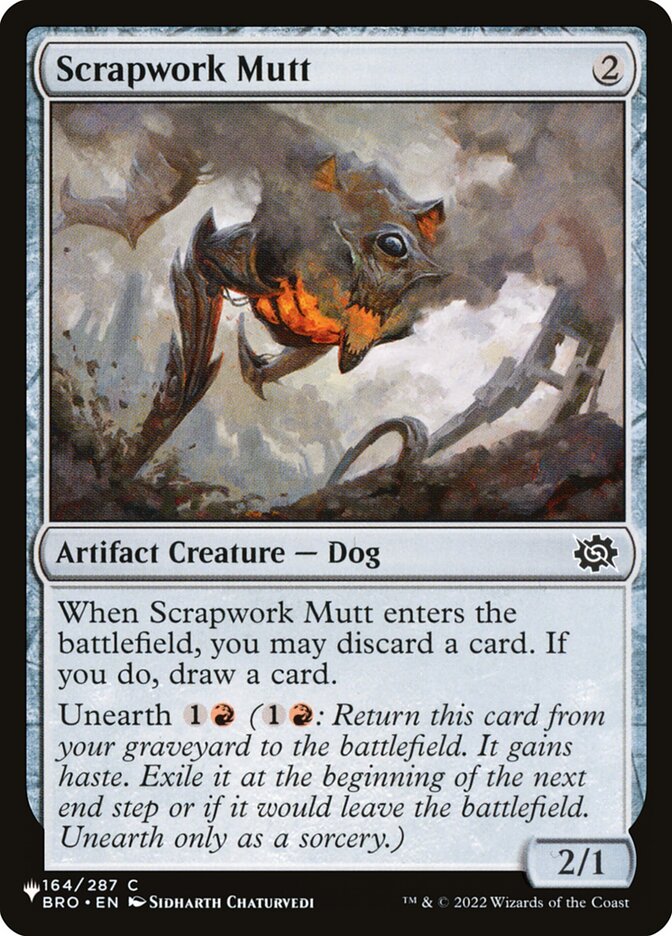 Scrapwork Mutt 2
Artifact Creature — Dog
When Scrapwork Mutt enters the
battlefield, you may discard a card. If
you do, draw a card.
Unearth 1 (1: Return this card from
your graveyard to the battlefield. It gains
haste. Exile it at the beginning of the next
end step or if it would leave the battlefield.
Unearth only as a sorcery.)
2/1
164/287 C
BRO • EN Sidharth Chaturvedi
™ & © 2022 Wizards of the Coast